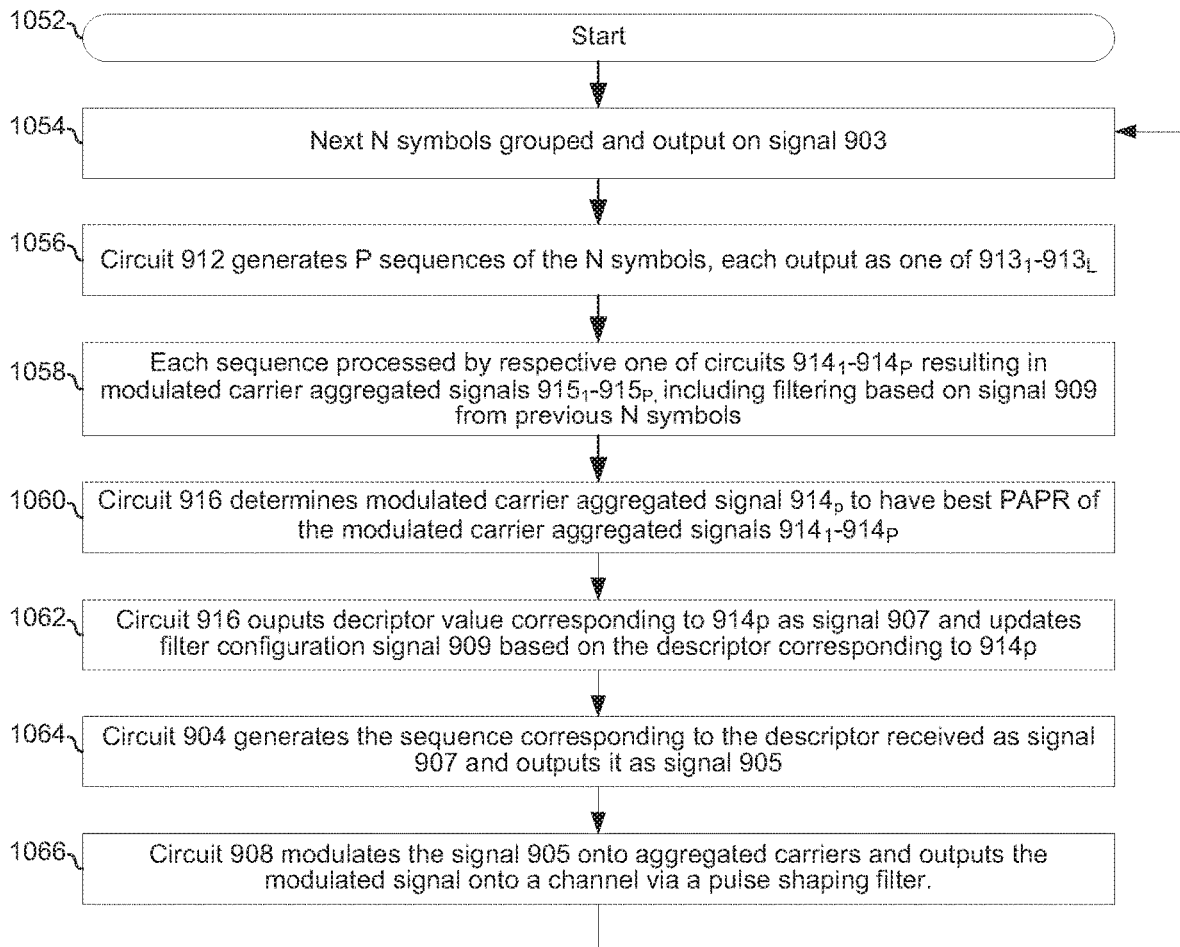 1052
Start
1054
Next N symbols grouped and output on signal 903
1056
Circuit 912 generates P sequences of the N symbols, each output as one of 913₁-913L
1058
Each sequence processed by respective one of circuits 914₁-914P resulting in
modulated carrier aggregated signals 915₁-915P, including filtering based on signal 909
from previous N symbols
1060
Circuit 916 determines modulated carrier aggregated signal 914p to have best PAPR of
the modulated carrier aggregated signals 914₁-914P
1062
Circuit 916 ouputs decriptor value corresponding to 914p as signal 907 and updates
filter configuration signal 909 based on the descriptor corresponding to 914p
1064
Circuit 904 generates the sequence corresponding to the descriptor received as signal
907 and outputs it as signal 905
1066
Circuit 908 modulates the signal 905 onto aggregated carriers and outputs the
modulated signal onto a channel via a pulse shaping filter.